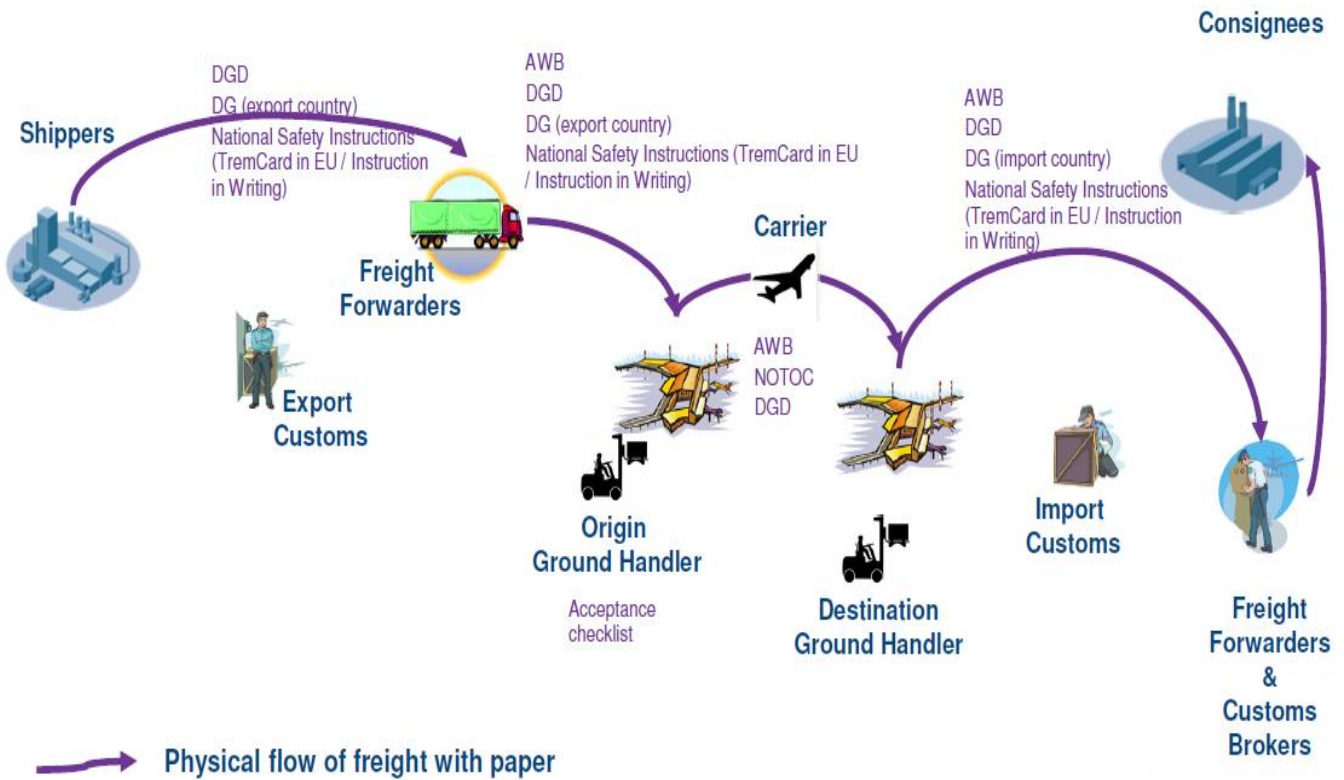 Consignees
DGD
DG (export country)
National Safety Instructions
(TremCard in EU / Instruction
in Writing)
AWB
DGD
DG (export country)
National Safety Instructions (TremCard in EU
/ Instruction in Writing)
AWB
DGD
DG (import country)
National Safety Instructions
(TremCard in EU / Instruction
in Writing)
Shippers
Carrier
Freight
Forwarders
AWB
NOTOC
DGD
Export
Customs
Origin
Ground Handler
Acceptance
checklist
Import
Customs
Destination
Ground Handler
Freight
Forwarders
&
Customs
Brokers
Physical flow of freight with paper